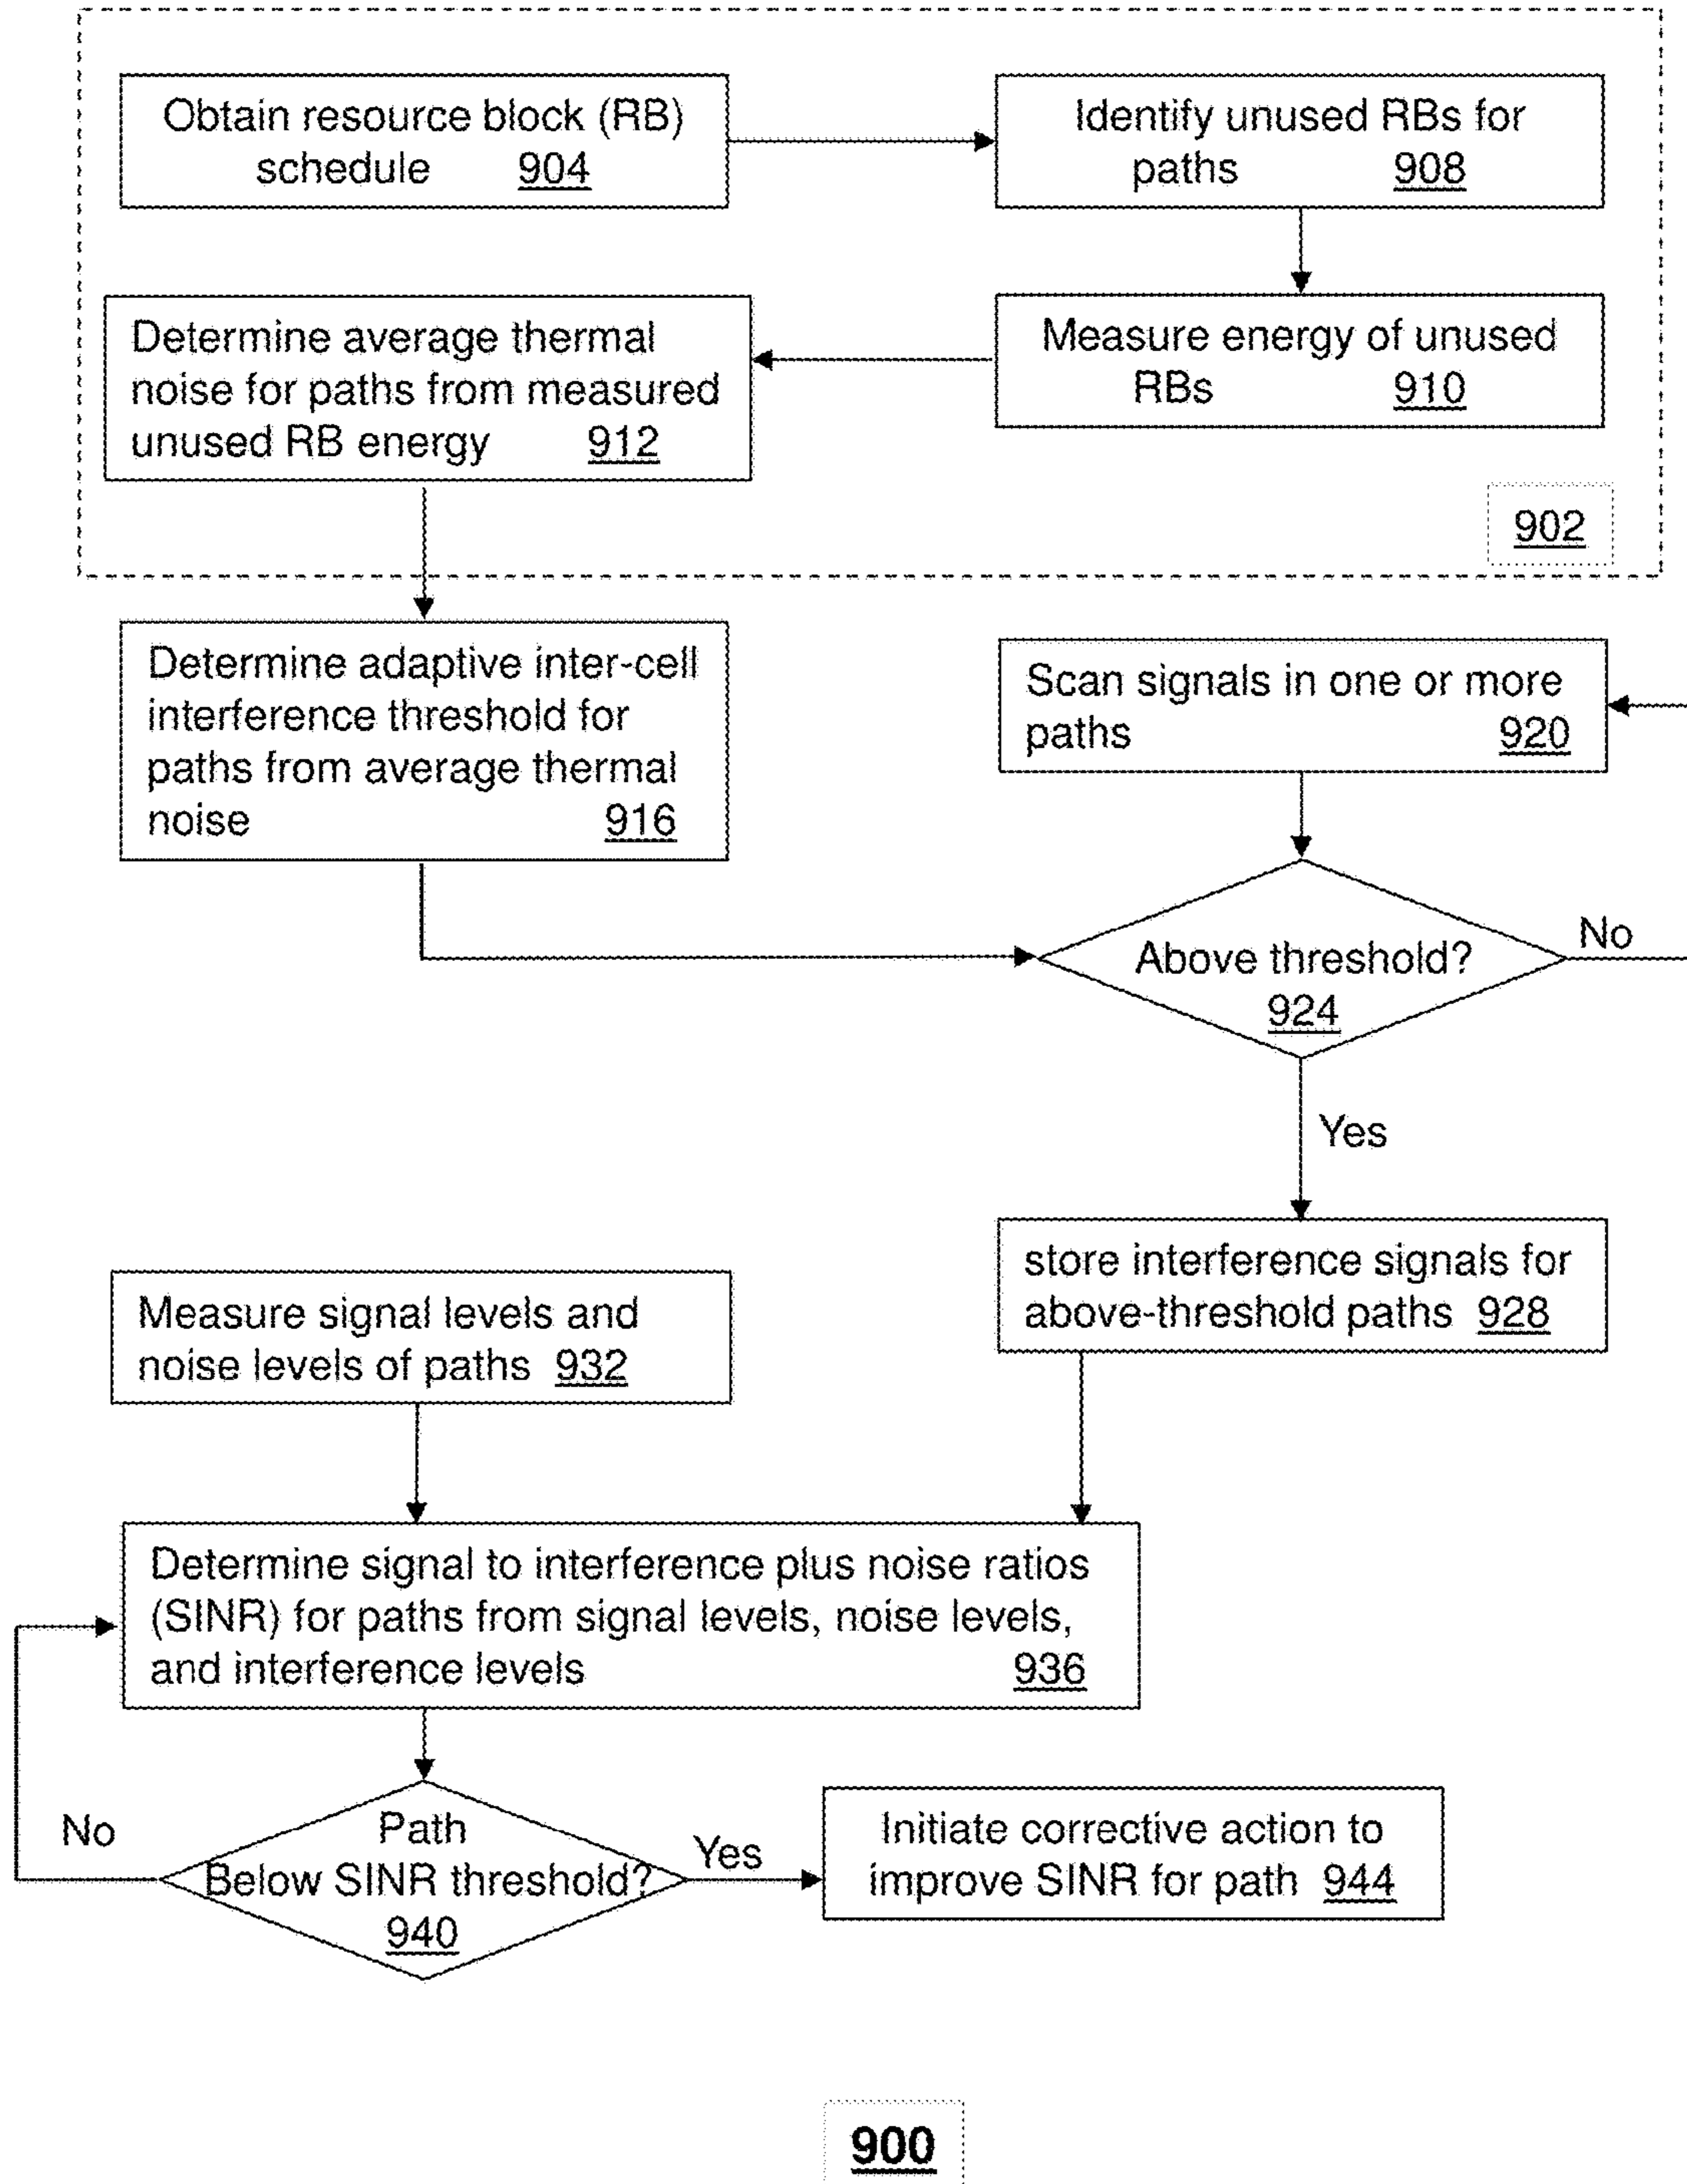 Obtain resource block (RB)
schedule 904
Identify unused RBs for
paths 908
Determine average thermal
noise for paths from measured
unused RB energy 912
Measure energy of unused
RBs 910
902
Determine adaptive inter-cell
interference threshold for
paths from average thermal
noise 916
Scan signals in one or more
paths 920
Above threshold?
924
No
Yes
store interference signals for
above-threshold paths 928
Measure signal levels and
noise levels of paths 932
Determine signal to interference plus noise ratios
(SINR) for paths from signal levels, noise levels,
and interference levels 936
No
Path
Below SINR threshold?
940
Yes
Initiate corrective action to
improve SINR for path 944
900